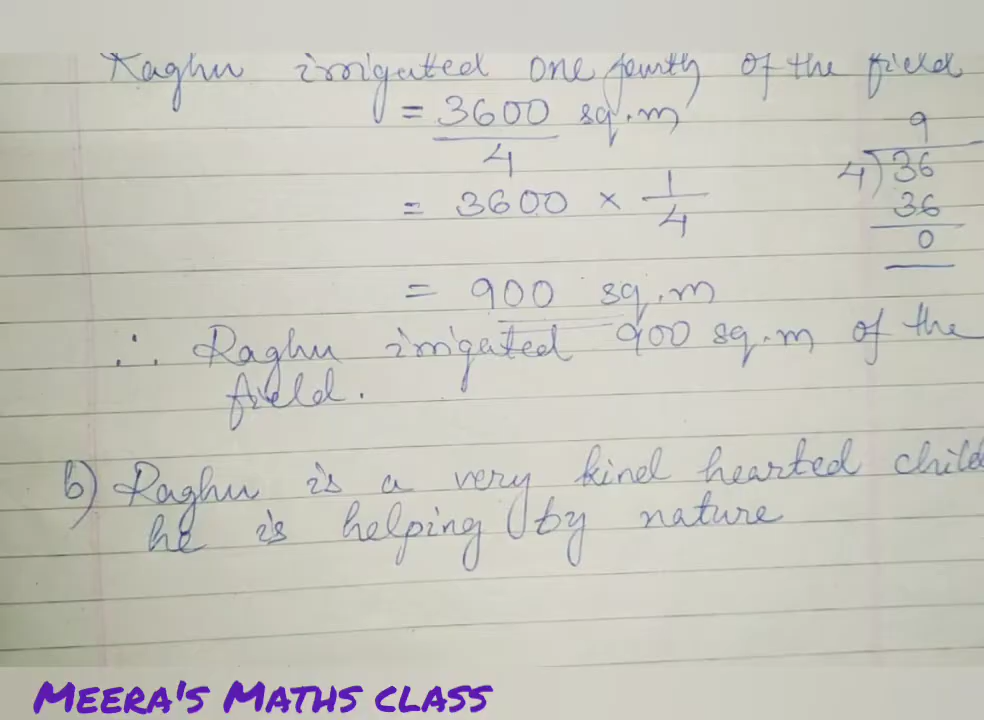 Raghu irrigated one fourth of the field
= 3600 sq.m
4
= 3600 × 1/4
= 900 sq.m
∴ Raghu irrigated 900 sq.m of the
field.
9
4)36
36
0
b) Raghu is a very kind hearted child
he is helping by nature
MEERA'S MATHS CLASS